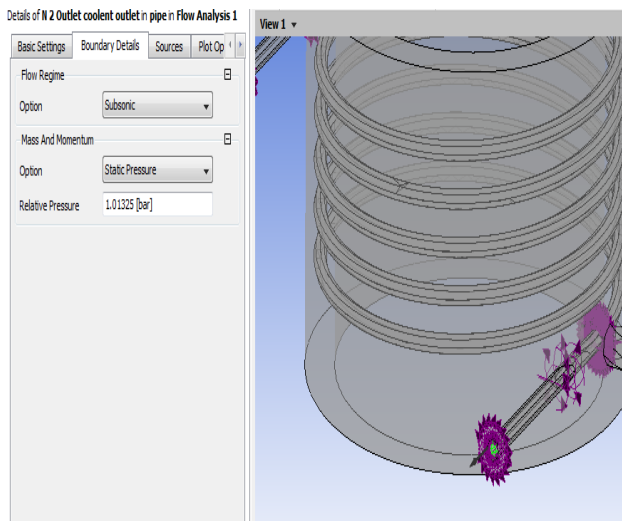 Details of N 2 Outlet coolent outlet in pipe in Flow Analysis 1
Basic Settings Boundary Details Sources Plot Op
Flow Regime
Option Subsonic
Mass And Momentum
Option Static Pressure
Relative Pressure 1.01325 [bar]
View 1